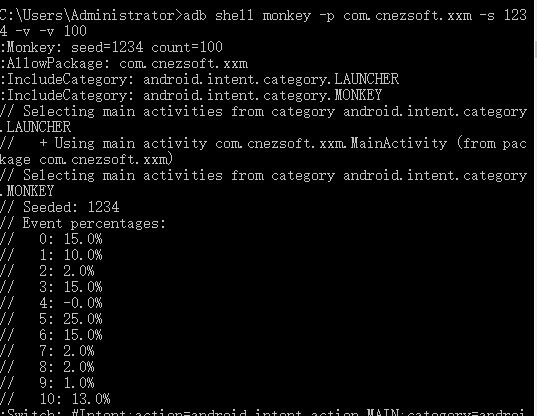 C:\Users\Administrator>adb shell monkey -p com.cnezsoft.xxm -s 123
4 -v -v 100
:Monkey: seed=1234 count=100
:AllowPackage: com.cnezsoft.xxm
:IncludeCategory: android.intent.category.LAUNCHER
:IncludeCategory: android.intent.category.MONKEY
// Selecting main activities from category android.intent.category
.LAUNCHER
//   + Using main activity com.cnezsoft.xxm.MainActivity (from pac
kage com.cnezsoft.xxm)
// Selecting main activities from category android.intent.category
.MONKEY
// Seeded: 1234
// Event percentages:
//   0: 15.0%
//   1: 10.0%
//   2: 2.0%
//   3: 15.0%
//   4: -0.0%
//   5: 25.0%
//   6: 15.0%
//   7: 2.0%
//   8: 2.0%
//   9: 1.0%
//   10: 13.0%
:Switch: #Intent;action=android.intent.action.MAIN;category=androi